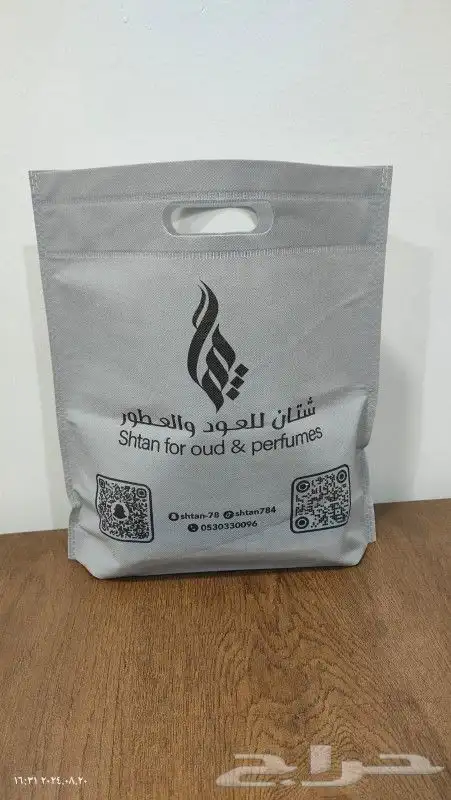 شتان للعود والعطور
Shtan for oud & perfumes
shtan-78 shtan784
0530330096
حراج
١٦:٣١ ٢٠٢٤.٠٨.٢٠